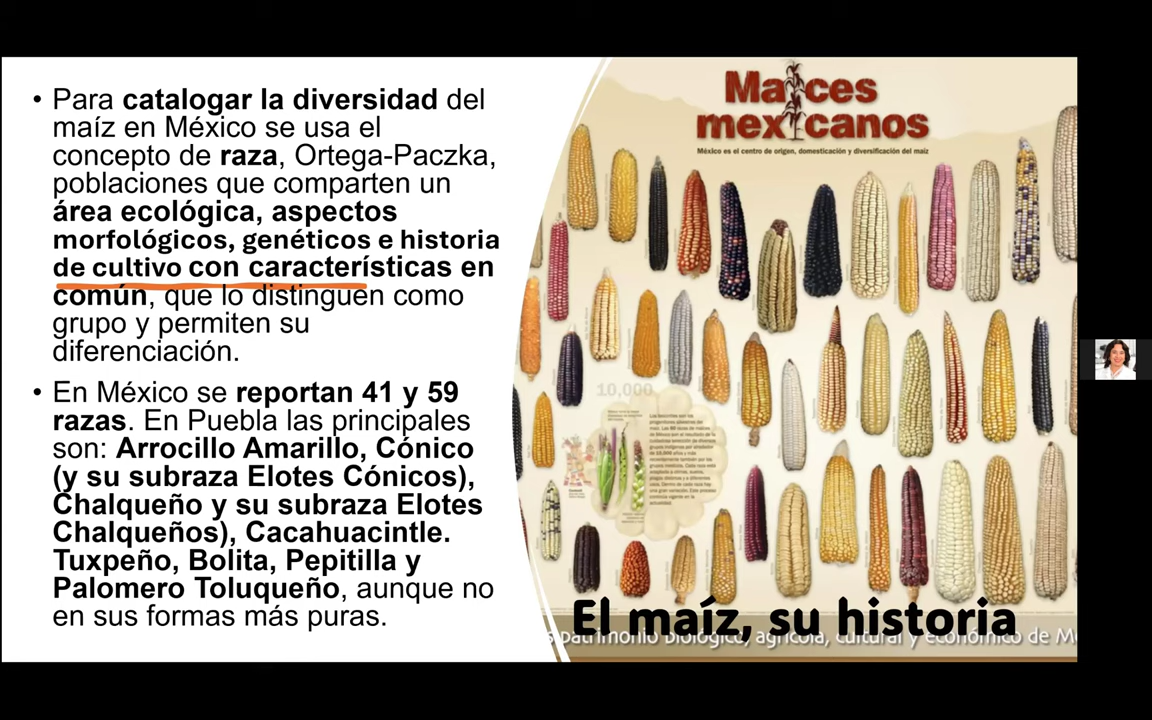 • Para catalogar la diversidad del
maíz en México se usa el
concepto de raza, Ortega-Paczka,
poblaciones que comparten un
área ecológica, aspectos
morfológicos, genéticos e historia
de cultivo con características en
común, que lo distinguen como
grupo y permiten su
diferenciación.
• En México se reportan 41 y 59
razas. En Puebla las principales
son: Arrocillo Amarillo, Cónico
(y su subraza Elotes Cónicos),
Chalqueño y su subraza Elotes
Chalqueños), Cacahuacintle.
Tuxpeño, Bolita, Pepitilla y
Palomero Toluqueño, aunque no
en sus formas más puras.
Maíces
mexicanos
México es el centro de origen, domesticación y diversificación del maíz
10,000
El maíz, su historia
patrimonio biológico, agrícola, cultural y económico de M